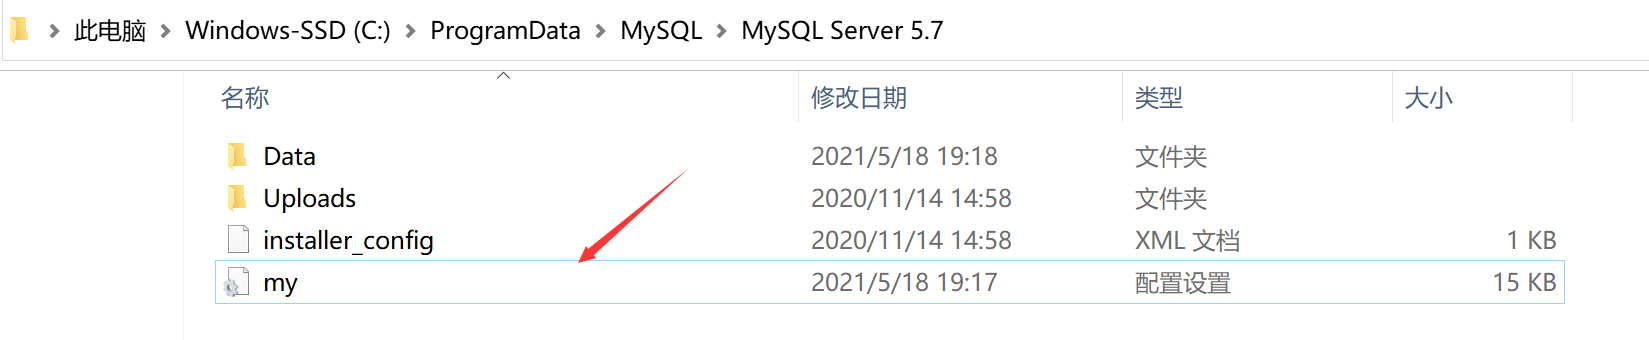 此电脑 Windows-SSD (C:) ProgramData MySQL MySQL Server 5.7
名称 修改日期 类型 大小
Data 2021/5/18 19:18 文件夹
Uploads 2020/11/14 14:58 文件夹
installer_config 2020/11/14 14:58 XML 文档 1 KB
my 2021/5/18 19:17 配置设置 15 KB